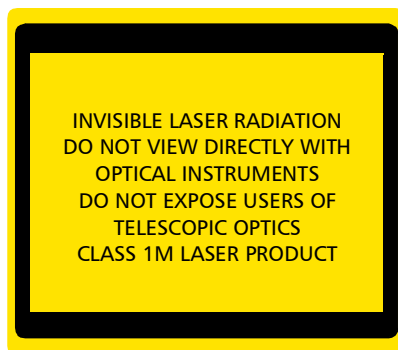 INVISIBLE LASER RADIATION
DO NOT VIEW DIRECTLY WITH
OPTICAL INSTRUMENTS
DO NOT EXPOSE USERS OF
TELESCOPIC OPTICS
CLASS 1M LASER PRODUCT